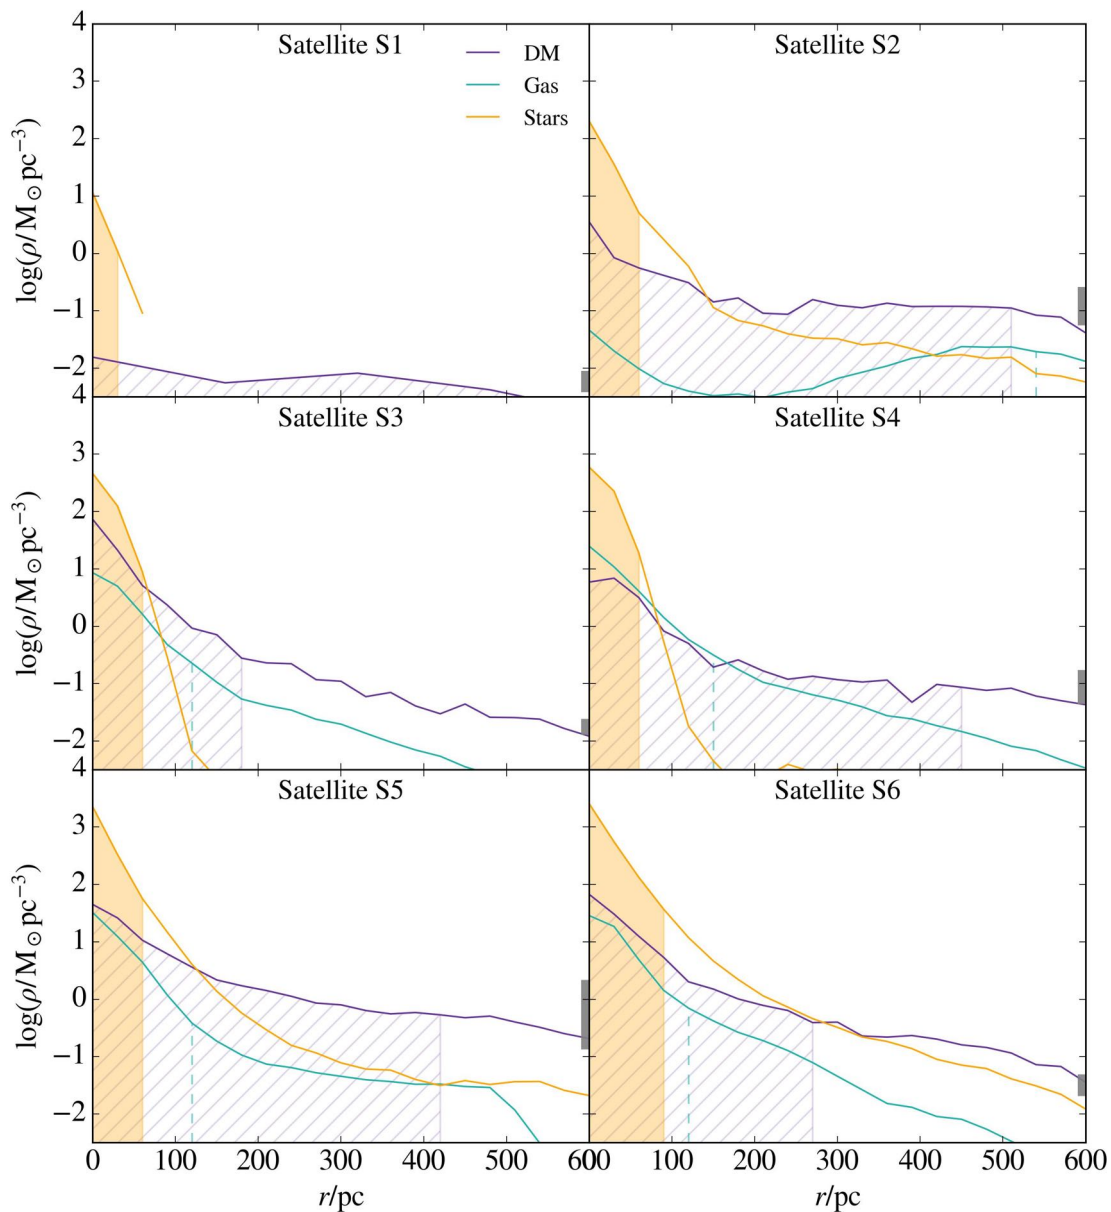 4
Satellite S1
Satellite S2
3
DM
Gas
2
Stars
1
0
−1
−2
log(ρ/M⊙pc−3)
4
Satellite S3
Satellite S4
3
2
1
0
−1
−2
log(ρ/M⊙pc−3)
4
Satellite S5
Satellite S6
3
2
1
0
−1
−2
log(ρ/M⊙pc−3)
0 100 200 300 400 500 600 100 200 300 400 500 600
r/pc r/pc